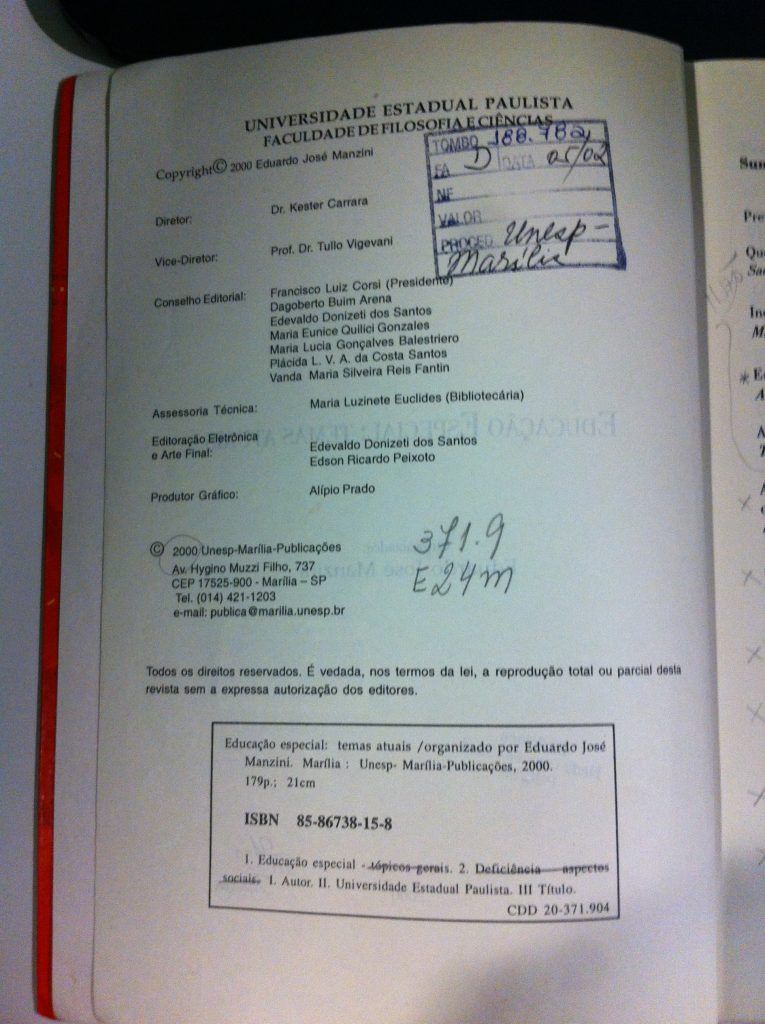 UNIVERSIDADE ESTADUAL PAULISTA
FACULDADE DE FILOSOFIA E CIÊNCIAS
Copyright© 2000 Eduardo José Manzini
TOMBO 188.782
FA D DATA 05/02
NF
VALOR
PROCED Unesp-
Marília
Diretor: Dr. Kester Carrara
Vice-Diretor: Prof. Dr. Tullo Vigevani
Conselho Editorial: Francisco Luiz Corsi (Presidente)
Dagoberto Buim Arena
Edevaldo Donizeti dos Santos
Maria Eunice Quilici Gonzales
Maria Lucia Gonçalves Balestriero
Plácida L. V. A. da Costa Santos
Vanda Maria Silveira Reis Fantin
Assessoria Técnica: Maria Luzinete Euclides (Bibliotecária)
Editoração Eletrônica
e Arte Final: Edevaldo Donizeti dos Santos
Edson Ricardo Peixoto
Produtor Gráfico: Alípio Prado
© 2000 Unesp-Marília-Publicações
Av. Hygino Muzzi Filho, 737
CEP 17525-900 - Marília – SP
Tel. (014) 421-1203
e-mail: publica@marilia.unesp.br
371.9
E24m
Todos os direitos reservados. É vedada, nos termos da lei, a reprodução total ou parcial desta
revista sem a expressa autorização dos editores.
Educação especial: temas atuais /organizado por Eduardo José
Manzini. Marília : Unesp- Marília-Publicações, 2000.
179p.; 21cm
ISBN 85-86738-15-8
1. Educação especial - tópicos gerais. 2. Deficiência — aspectos
sociais. I. Autor. II. Universidade Estadual Paulista. III Título.
CDD 20-371.904